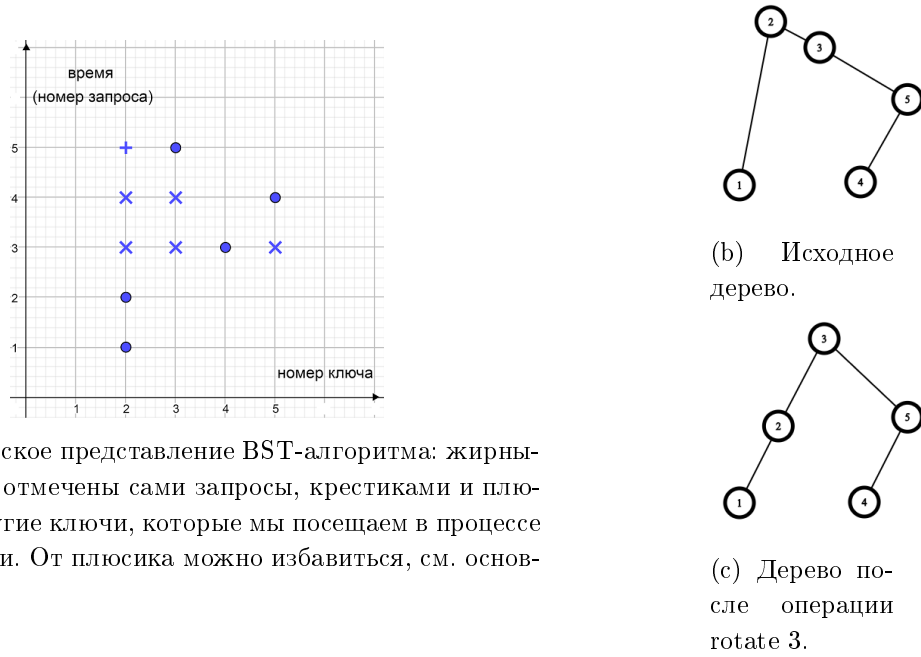 время
(номер запроса)
5
4
3
2
1
номер ключа
1 2 3 4 5
ское представление BST-алгоритма: жирны-
отмечены сами запросы, крестиками и плю-
гие ключи, которые мы посещаем в процессе
и. От плюсика можно избавиться, см. основ-
2
3
5
1
4
(b) Исходное
дерево.
3
2
5
1
4
(c) Дерево по-
сле операции
rotate 3.